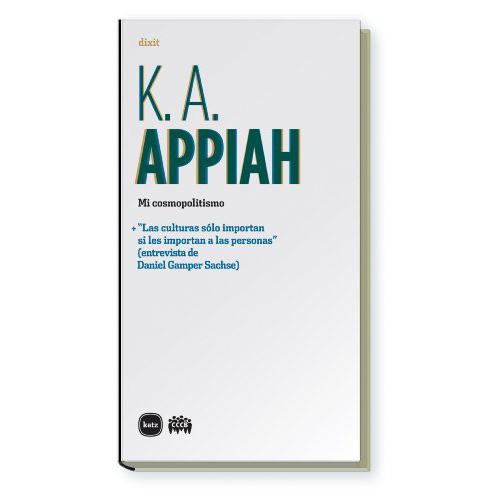 dixit
K. A.
APPIAH
Mi cosmopolitismo
+ "Las culturas sólo importan
si les importan a las personas"
(entrevista de
Daniel Gamper Sachse)
katz
CCCB